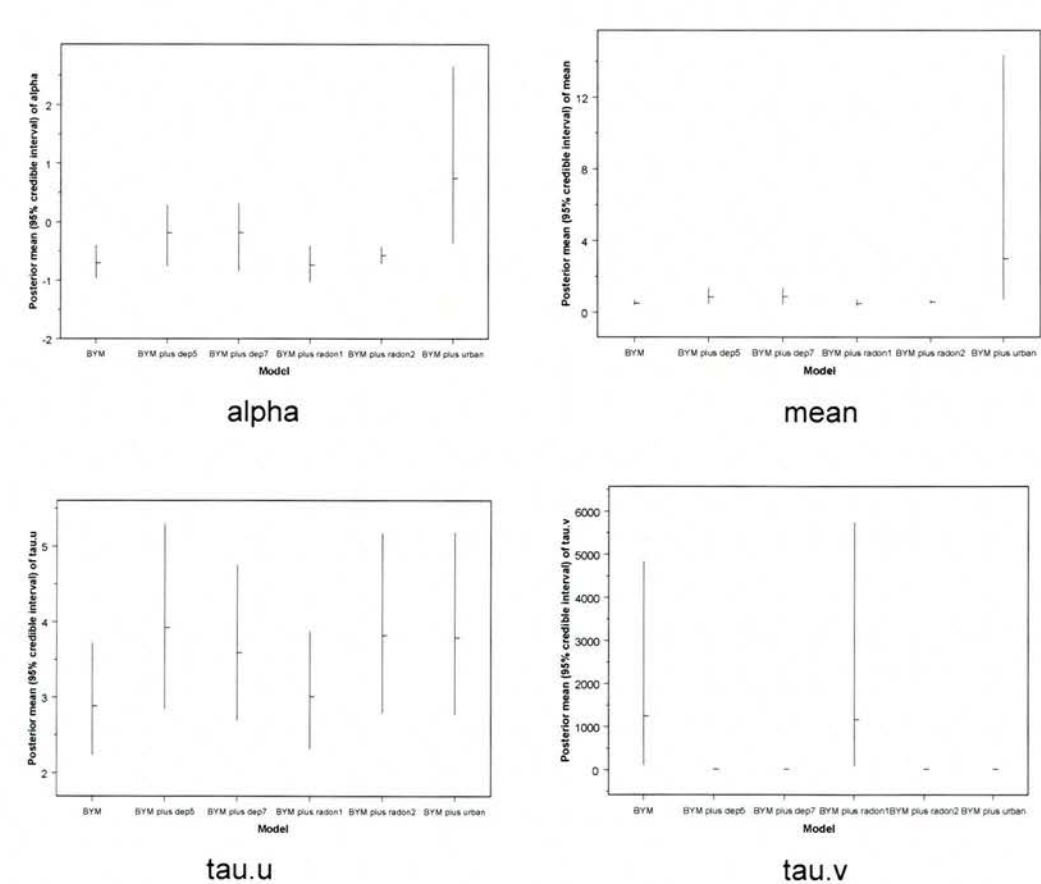 Posterior mean (95% credible interval) of alpha
2
1
0
-1
-2
BYM BYM plus dep5 BYM plus dep7 BYM plus radon1 BYM plus radon2 BYM plus urban
Model
alpha
Posterior mean (95% credible interval) of mean
12
8
4
0
BYM BYM plus dep5 BYM plus dep7 BYM plus radon1 BYM plus radon2 BYM plus urban
Model
mean
Posterior mean (95% credible interval) of tau.u
5
4
3
2
BYM BYM plus dep5 BYM plus dep7 BYM plus radon1 BYM plus radon2 BYM plus urban
Model
tau.u
Posterior mean (95% credible interval) of tau.v
6000
5000
4000
3000
2000
1000
0
BYM BYM plus dep5 BYM plus dep7 BYM plus radon1 BYM plus radon2 BYM plus urban
Model
tau.v